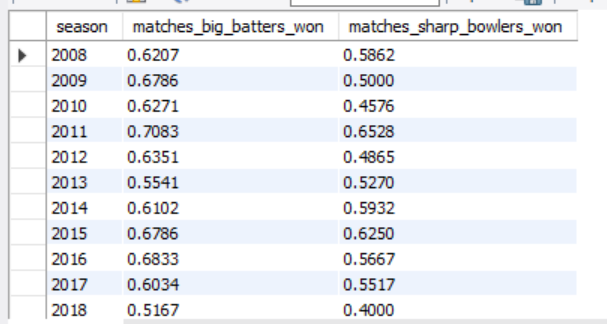 season matches_big_batters_won matches_sharp_bowlers_won
2008 0.6207 0.5862
2009 0.6786 0.5000
2010 0.6271 0.4576
2011 0.7083 0.6528
2012 0.6351 0.4865
2013 0.5541 0.5270
2014 0.6102 0.5932
2015 0.6786 0.6250
2016 0.6833 0.5667
2017 0.6034 0.5517
2018 0.5167 0.4000